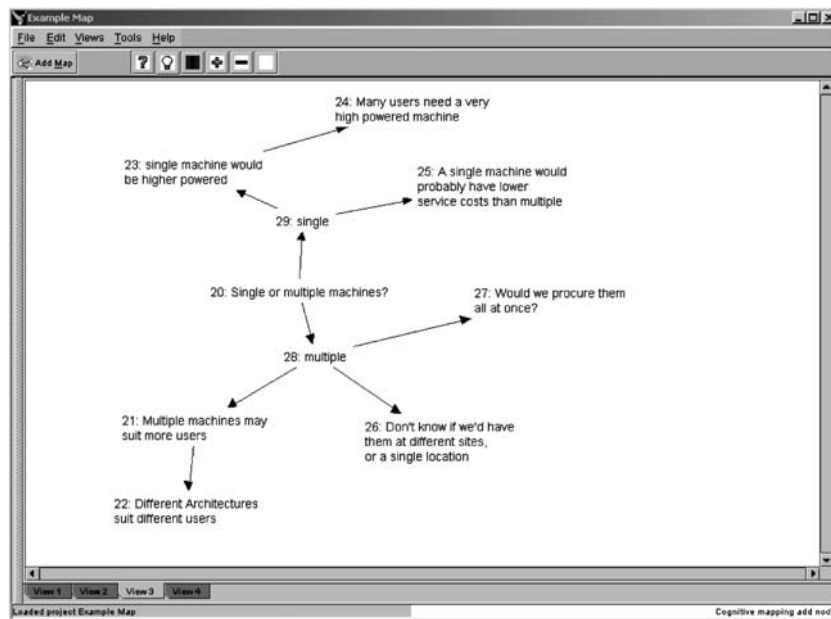 Example Map
File Edit Views Tools Help
Add Map
24: Many users need a very
high powered machine
23: single machine would
be higher powered
25: A single machine would
probably have lower
service costs than multiple
29: single
20: Single or multiple machines?
27: Would we procure them
all at once?
28: multiple
21: Multiple machines may
suit more users
26: Don't know if we'd have
them at different sites,
or a single location
22: Different Architectures
suit different users
View 1 View 2 View 3 View 4
Loaded project Example Map
Cognitive mapping add nod